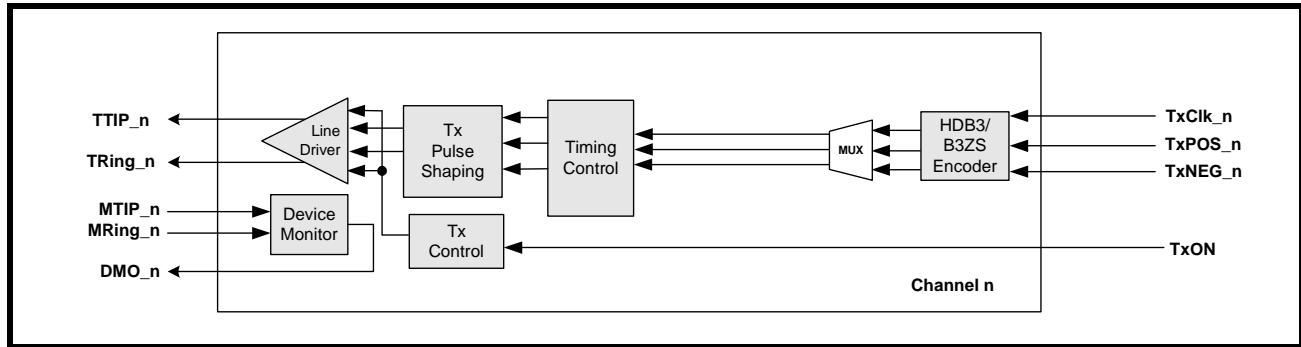 TTIP_n
TRing_n
MTIP_n
MRing_n
DMO_n
Line
Driver
Device
Monitor
Tx
Pulse
Shaping
Tx
Control
Timing
Control
MUX
HDB3/
B3ZS
Encoder
TxClk_n
TxPOS_n
TxNEG_n
TxON
Channel n